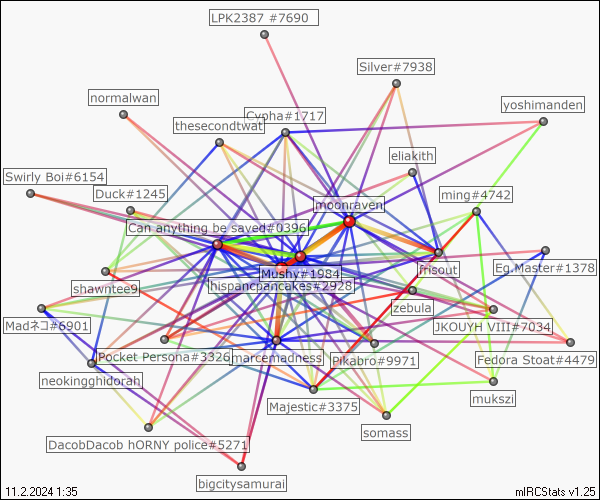 LPK2387 #7690
Silver#7938
normalwan
yoshimanden
Cypha#1717
thesecondtwat
eliakith
Swirly Boi#6154
Duck#1245
ming#4742
moonraven
Can anything be saved#0396
Mushy#1984
frisout
Eg.Master#1378
hispancpancakes#2928
shawntee9
zebula
Madネコ#6901
JKOUYH VIII#7034
Pocket Persona#3326
marcemadness
Pikabro#9971
Fedora Stoat#4479
neokingghidorah
mukszi
Majestic#3375
somass
DacobDacob hORNY police#5271
bigcitysamurai
11.2.2024 1:35
mIRCStats v1.25